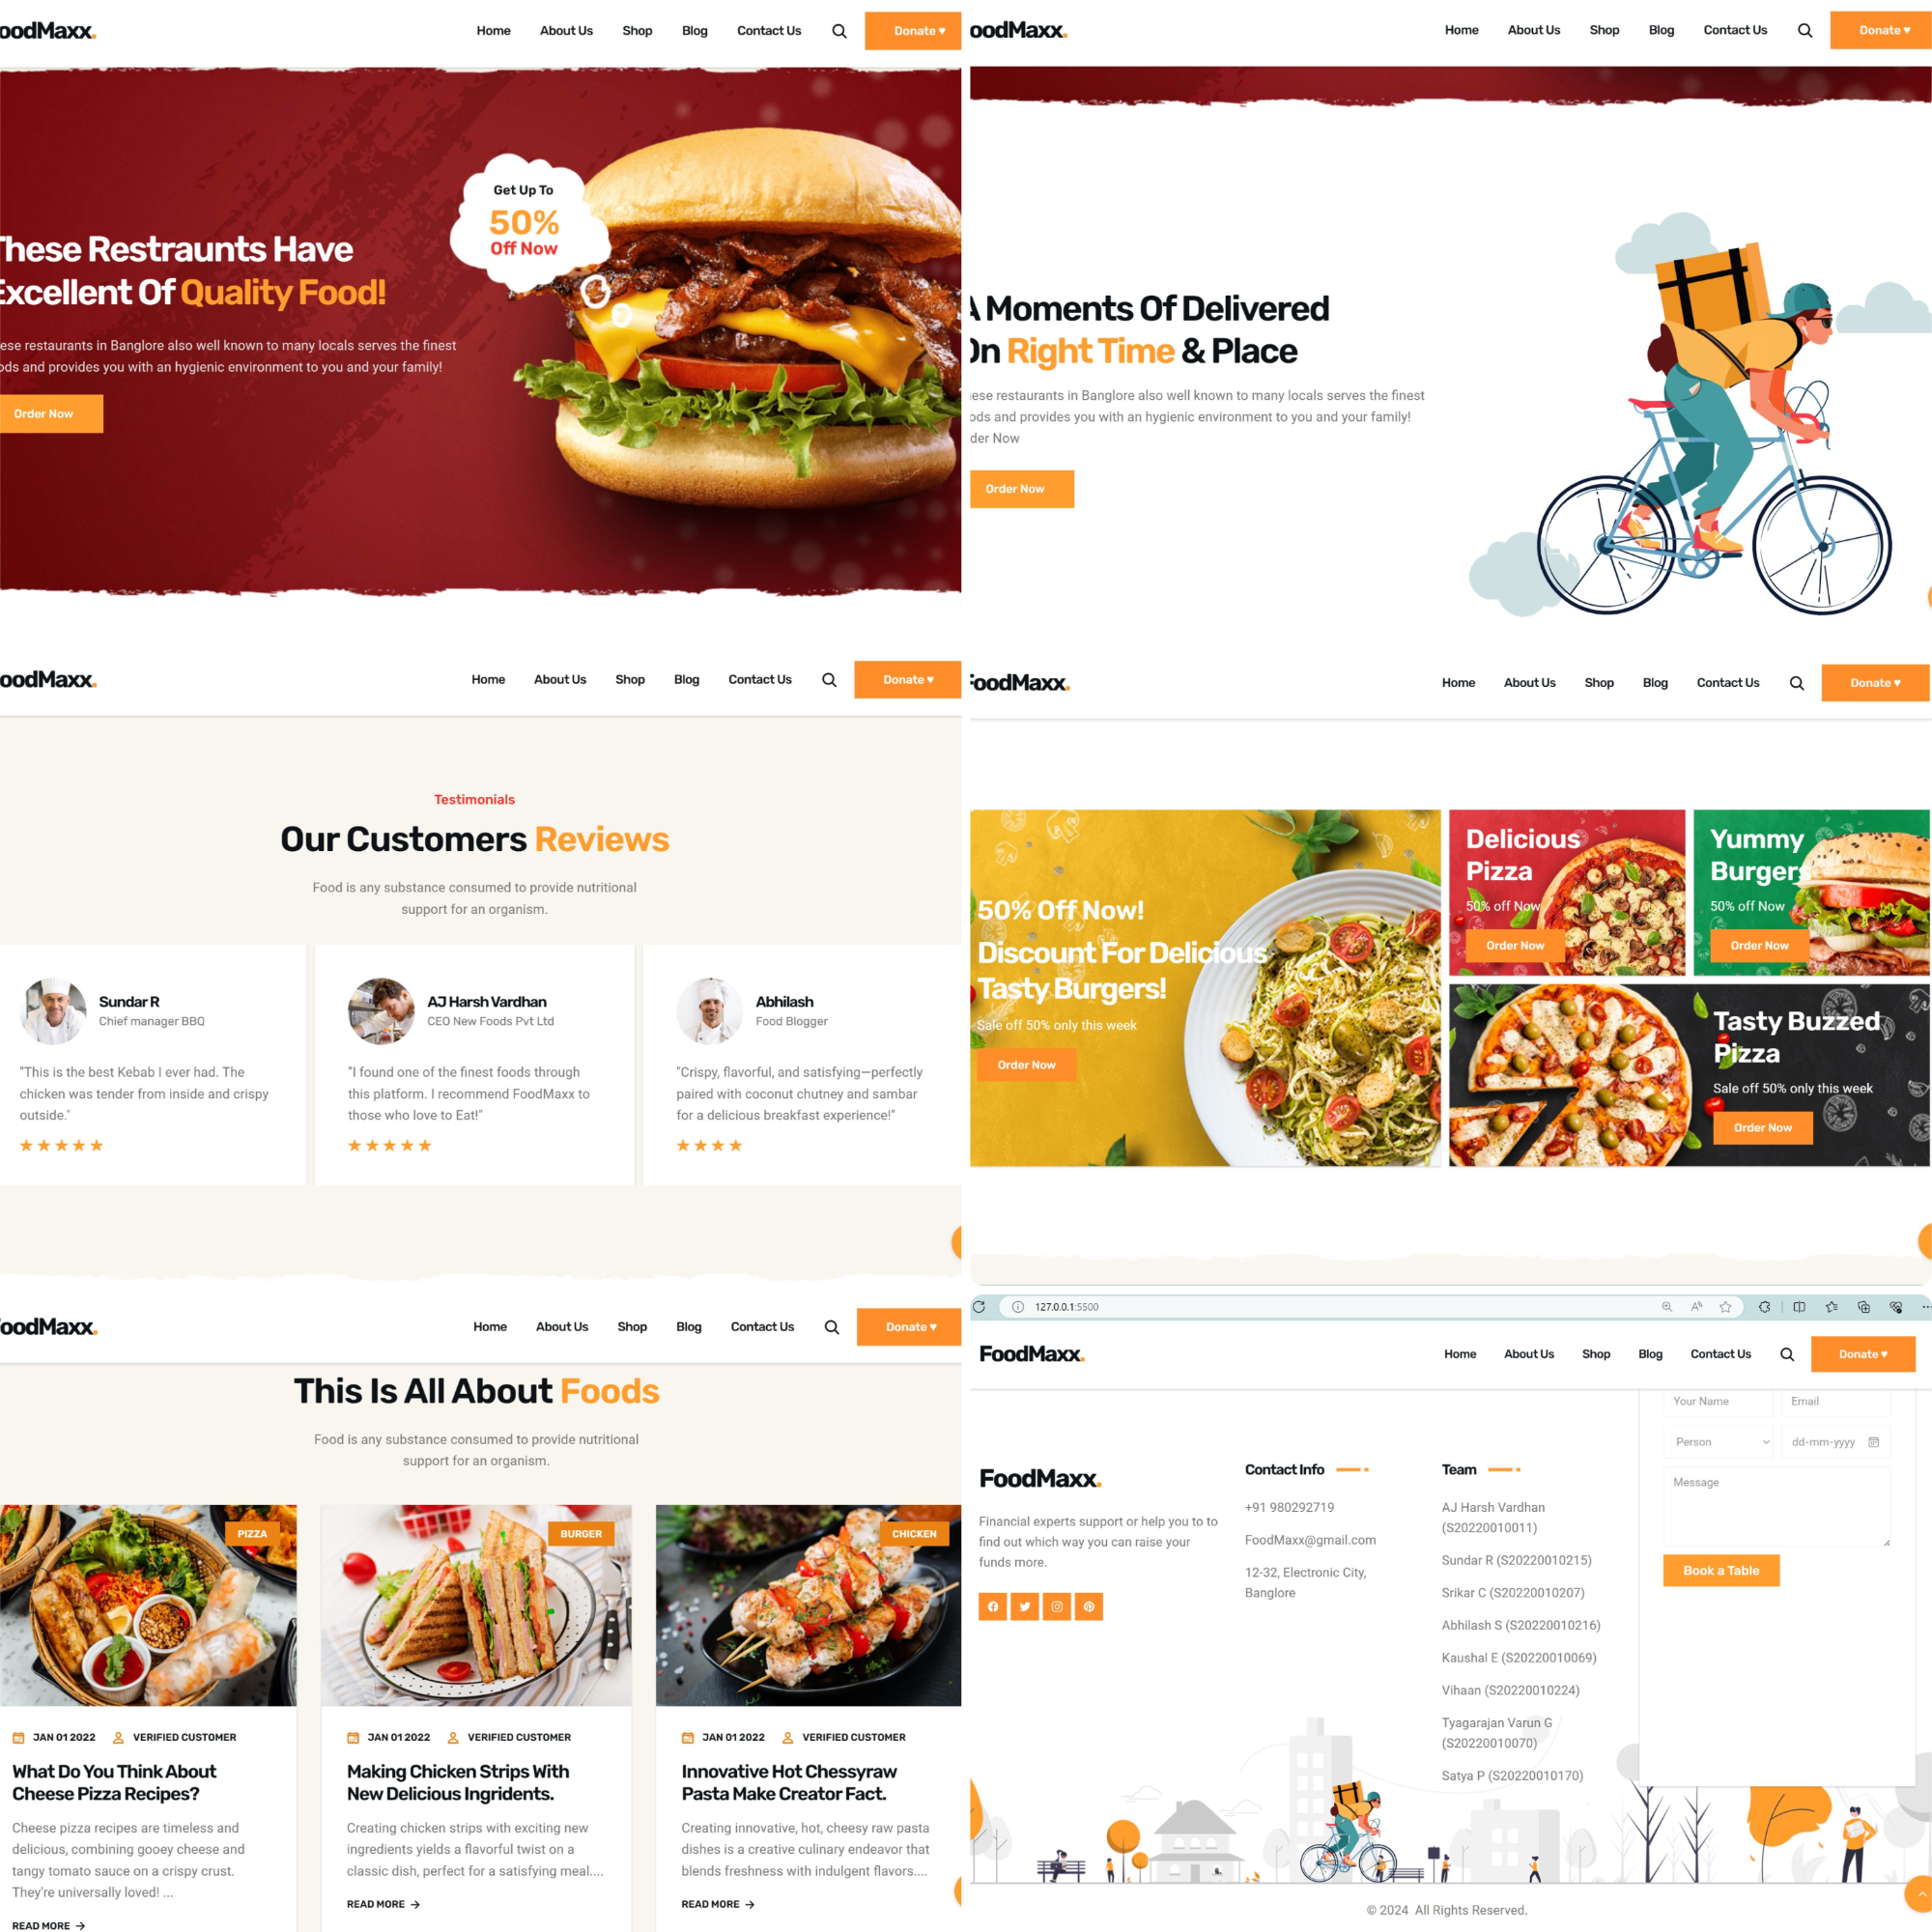 oodMaxx.
Home About Us Shop Blog Contact Us Donate ♥
These Restraunts Have
Excellent Of Quality Food!
ese restaurants in Banglore also well known to many locals serves the finest
ods and provides you with an hygienic environment to you and your family!
Order Now
Get Up To
50%
Off Now
oodMaxx.
Home About Us Shop Blog Contact Us Donate ♥
A Moments Of Delivered
On Right Time & Place
ese restaurants in Banglore also well known to many locals serves the finest
ods and provides you with an hygienic environment to you and your family!
der Now
Order Now
oodMaxx.
Home About Us Shop Blog Contact Us Donate ♥
Testimonials
Our Customers Reviews
Food is any substance consumed to provide nutritional
support for an organism.
Sundar R
Chief manager BBQ
"This is the best Kebab I ever had. The
chicken was tender from inside and crispy
outside."
AJ Harsh Vardhan
CEO New Foods Pvt Ltd
"I found one of the finest foods through
this platform. I recommend FoodMaxx to
those who love to Eat!"
Abhilash
Food Blogger
"Crispy, flavorful, and satisfying—perfectly
paired with coconut chutney and sambar
for a delicious breakfast experience!"
FoodMaxx.
Home About Us Shop Blog Contact Us Donate ♥
50% Off Now!
Discount For Delicious
Tasty Burgers!
Sale off 50% only this week
Order Now
Delicious
Pizza
50% off Now
Order Now
Yummy
Burgers
50% off Now
Order Now
Tasty Buzzed
Pizza
Sale off 50% only this week
Order Now
FoodMaxx.
Home About Us Shop Blog Contact Us Donate ♥
This Is All About Foods
Food is any substance consumed to provide nutritional
support for an organism.
PIZZA
JAN 01 2022 VERIFIED CUSTOMER
What Do You Think About
Cheese Pizza Recipes?
Cheese pizza recipes are timeless and
delicious, combining gooey cheese and
tangy tomato sauce on a crispy crust.
They're universally loved! ...
READ MORE →
BURGER
JAN 01 2022 VERIFIED CUSTOMER
Making Chicken Strips With
New Delicious Ingridents.
Creating chicken strips with exciting new
ingredients yields a flavorful twist on a
classic dish, perfect for a satisfying meal....
READ MORE →
CHICKEN
JAN 01 2022 VERIFIED CUSTOMER
Innovative Hot Chessyraw
Pasta Make Creator Fact.
Creating innovative, hot, cheesy raw pasta
dishes is a creative culinary endeavor that
blends freshness with indulgent flavors....
READ MORE →
127.0.0.1:5500
FoodMaxx.
Home About Us Shop Blog Contact Us Donate ♥
FoodMaxx.
Financial experts support or help you to to
find out which way you can raise your
funds more.
Contact Info
+91 980292719
FoodMaxx@gmail.com
12-32, Electronic City,
Banglore
Team
AJ Harsh Vardhan
(S20220010011)
Sundar R (S20220010215)
Srikar C (S20220010207)
Abhilash S (S20220010216)
Kaushal E (S20220010069)
Vihaan (S20220010224)
Tyagarajan Varun G
(S20220010070)
Satya P (S20220010170)
Your Name Email
Person dd-mm-yyyy
Message
Book a Table
© 2024 All Rights Reserved.